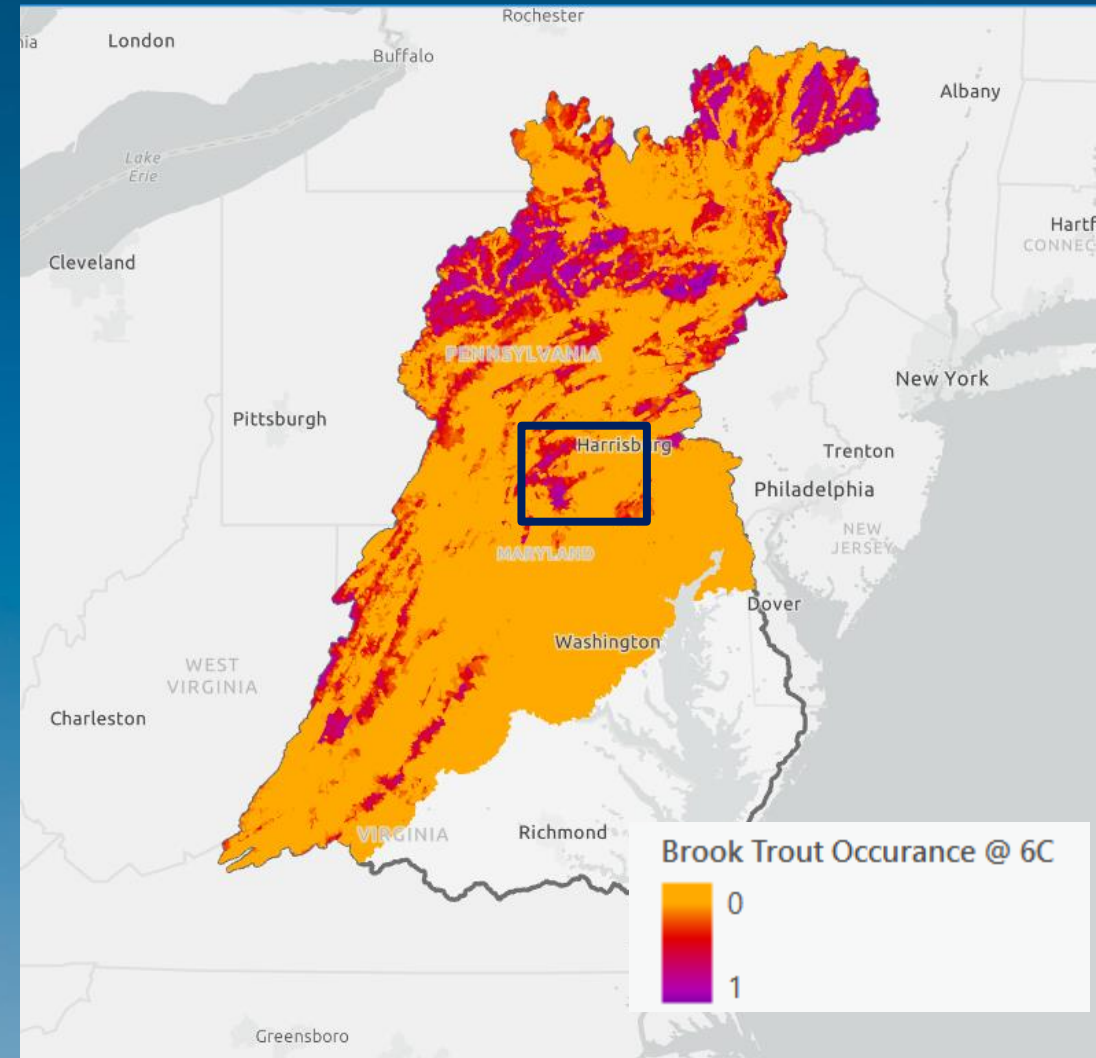 Rochester
London
Buffalo
Albany
Lake
Erie
Hartf
CONNEC
Cleveland
PENNSYLVANIA
New York
Pittsburgh
Harrisburg
Trenton
Philadelphia
NEW
JERSEY
MARYLAND
Dover
Washington
WEST
VIRGINIA
Charleston
VIRGINIA
Richmond
Brook Trout Occurance @ 6C
0
1
Greensboro